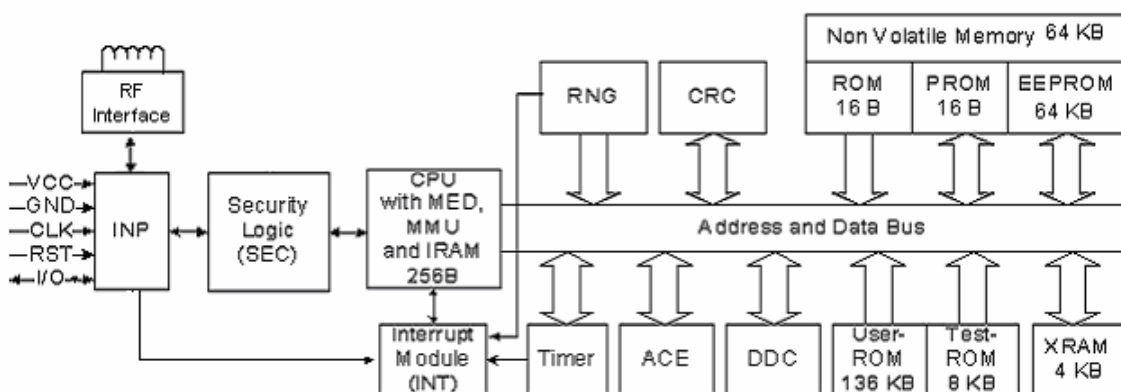 Non Volatile Memory 64 KB
ROM
16 B
PROM
16 B
EEPROM
64 KB
RF
Interface
RNG
CRC
VCC
GND
CLK
RST
I/O
INP
Security
Logic
(SEC)
CPU
with MED,
MMU
and IRAM
256B
Address and Data Bus
Interrupt
Module
(INT)
Timer
ACE
DDC
User-
ROM
136 KB
Test-
ROM
8 KB
XRAM
4 KB